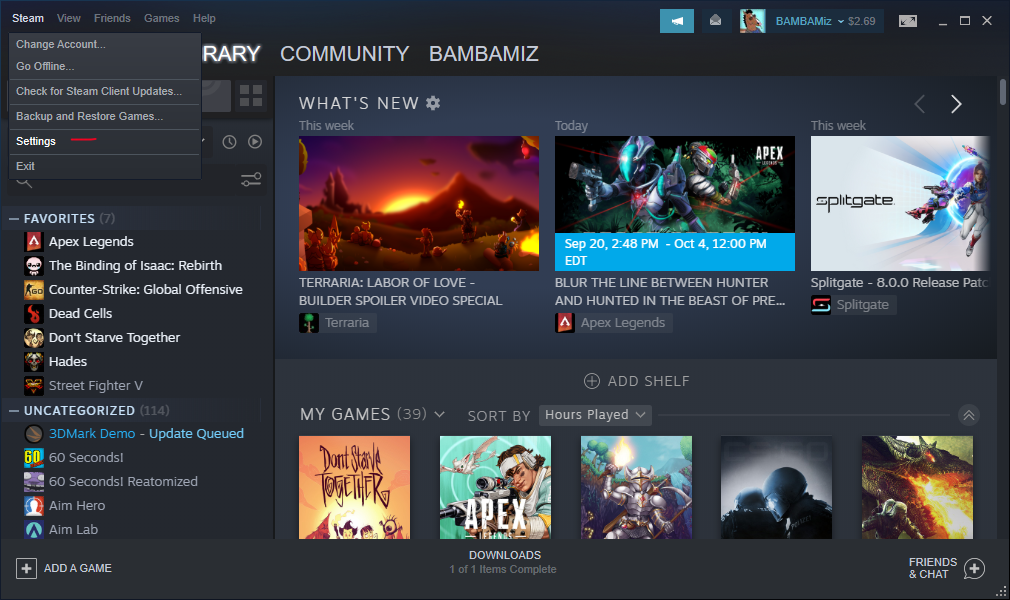 Steam View Friends Games Help
BAMBAMiz $2.69
Change Account...
Go Offline...
Check for Steam Client Updates...
Backup and Restore Games...
Settings
Exit
RARY COMMUNITY BAMBAMIZ
WHAT'S NEW
This week
TERRARIA: LABOR OF LOVE -
BUILDER SPOILER VIDEO SPECIAL
Terraria
Today
APEX
LEGENDS
Sep 20, 2:48 PM - Oct 4, 12:00 PM
EDT
BLUR THE LINE BETWEEN HUNTER
AND HUNTED IN THE BEAST OF PRE...
Apex Legends
This week
splitgate
Splitgate - 8.0.0 Release Patc
Splitgate
FAVORITES (7)
Apex Legends
The Binding of Isaac: Rebirth
Counter-Strike: Global Offensive
Dead Cells
Don't Starve Together
Hades
Street Fighter V
UNCATEGORIZED (114)
3DMark Demo - Update Queued
60 Seconds!
60 Seconds! Reatomized
Aim Hero
Aim Lab
ADD SHELF
MY GAMES (39) SORT BY Hours Played
Don't Starve
TOGETHER
APEX
ADD A GAME
DOWNLOADS
1 of 1 Items Complete
FRIENDS
& CHAT